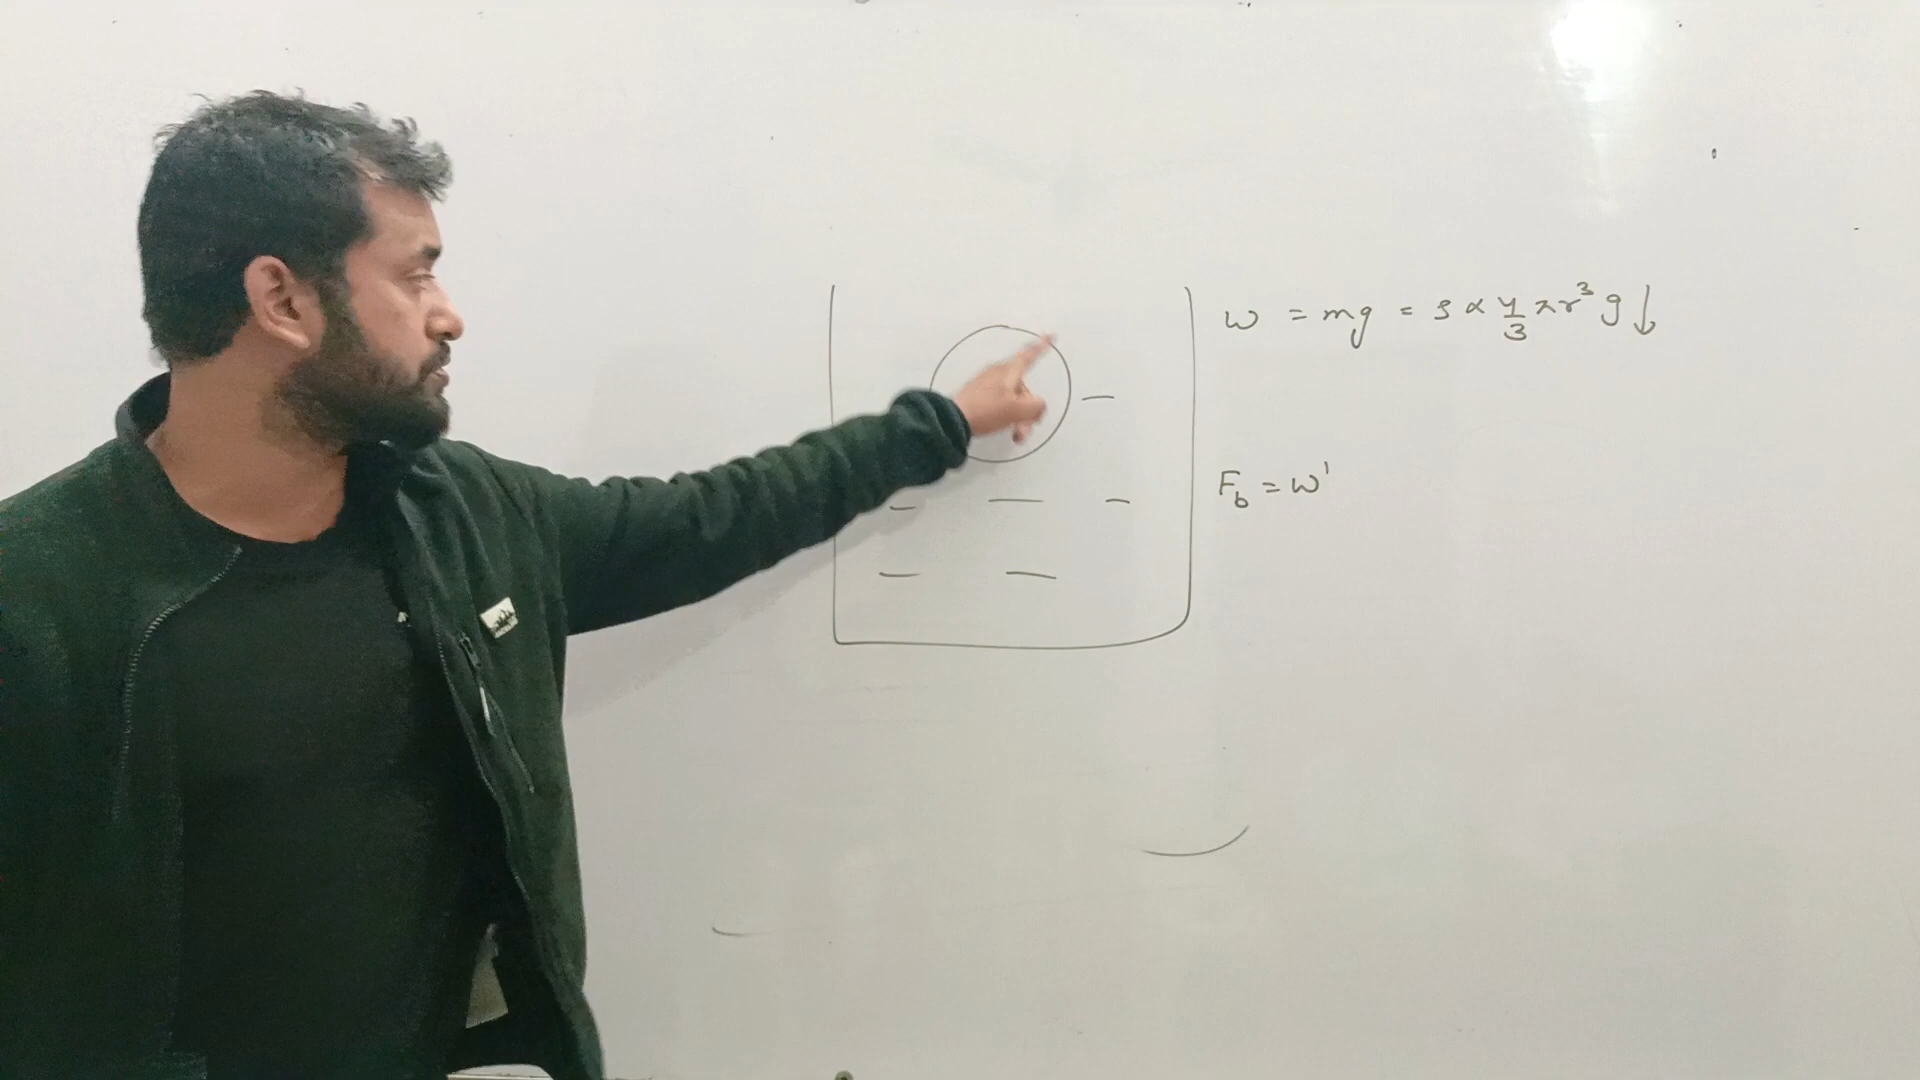 w = mg = ρ × 4/3 πr³ g ↓
F_b = w'